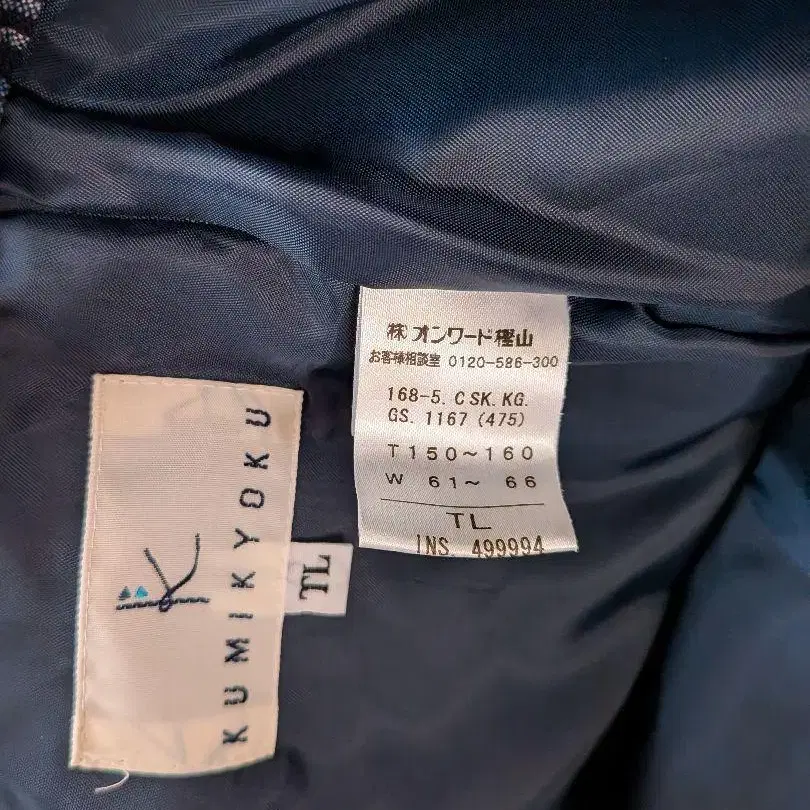 KUMIKYOKU
TL
㈱オンワード樫山
お客様相談室 0120-586-300
168-5. C SK. KG.
GS. 1167 (475)
T150～160
W 61～ 66
TL
INS. 499994